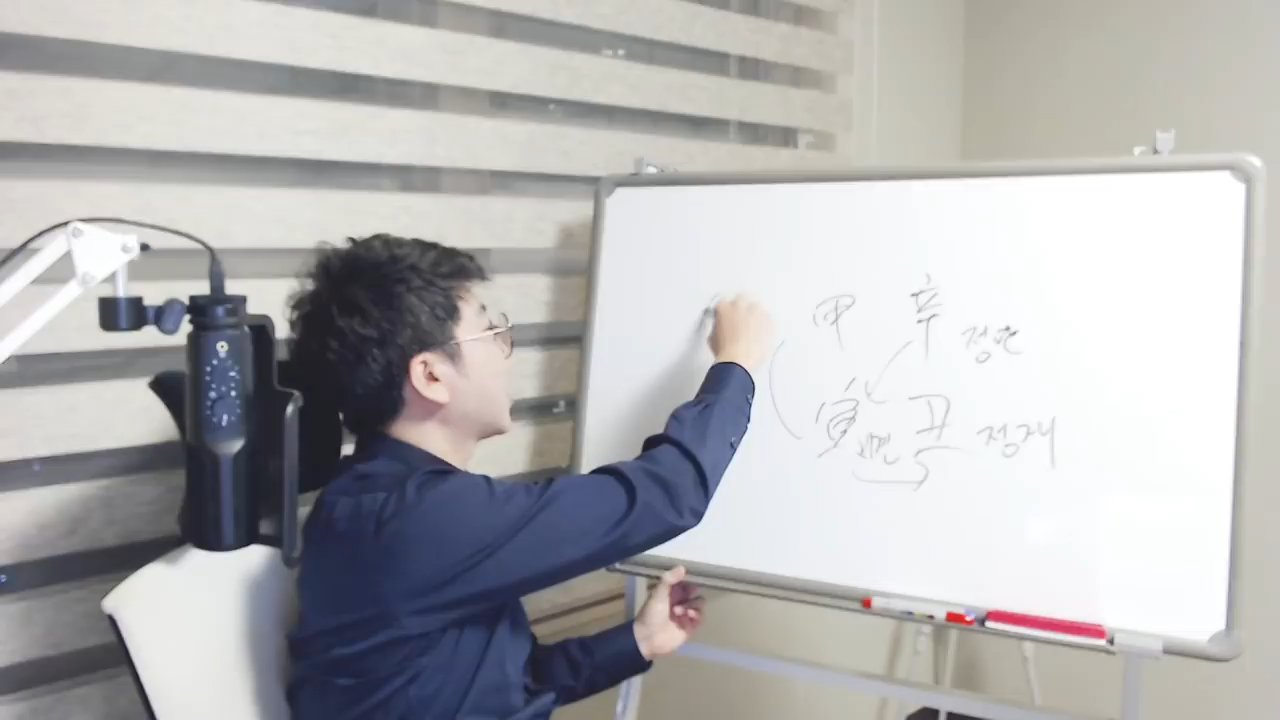 甲 辛 정관
寅 丑 정재